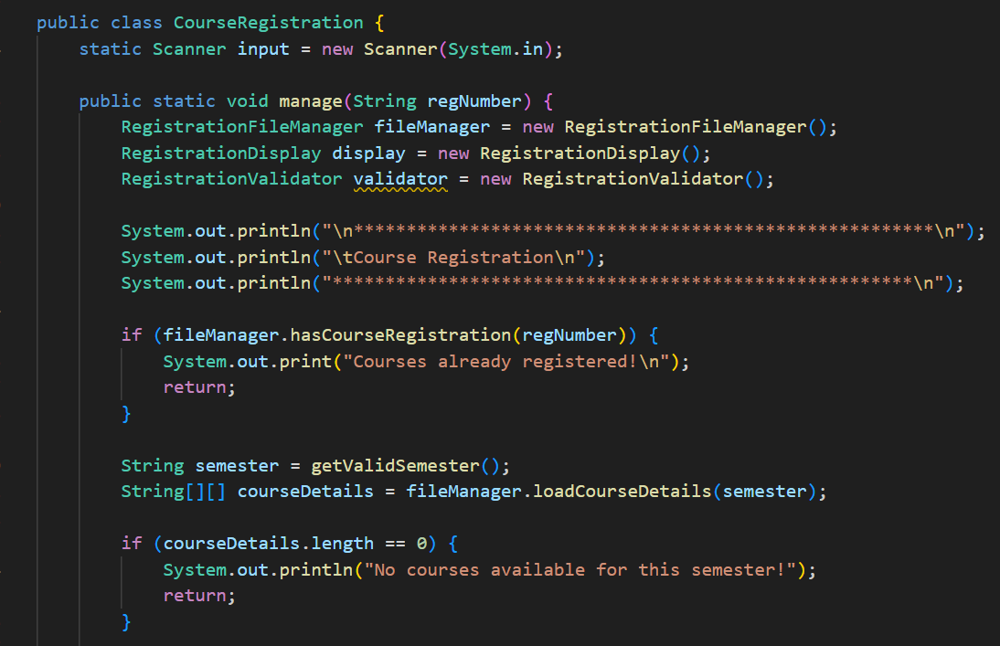 public class CourseRegistration {
static Scanner input = new Scanner(System.in);
public static void manage(String regNumber) {
RegistrationFileManager fileManager = new RegistrationFileManager();
RegistrationDisplay display = new RegistrationDisplay();
RegistrationValidator validator = new RegistrationValidator();
System.out.println("\n*******************************************************\n");
System.out.println("\tCourse Registration\n");
System.out.println("*******************************************************\n");
if (fileManager.hasCourseRegistration(regNumber)) {
System.out.print("Courses already registered!\n");
return;
}
String semester = getValidSemester();
String[][] courseDetails = fileManager.loadCourseDetails(semester);
if (courseDetails.length == 0) {
System.out.println("No courses available for this semester!");
return;
}